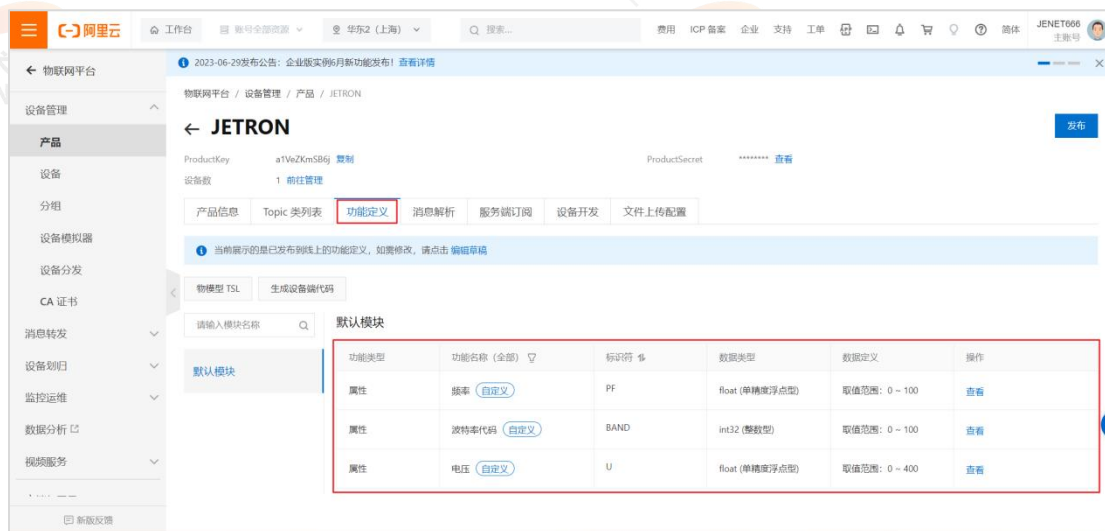 阿里云 工作台 账号全部资源 华东2（上海） 搜索... 费用 ICP 备案 企业 支持 工单 简体 JENET666
主账号
物联网平台
2023-06-29发布公告：企业版实例6月新功能发布！查看详情
物联网平台 / 设备管理 / 产品 / JETRON
设备管理
产品
设备
分组
设备模拟器
设备分发
CA 证书
消息转发
设备划归
监控运维
数据分析
视频服务
新版反馈
← JETRON 发布
ProductKey a1VeZKmSB6j 复制 ProductSecret ******** 查看
设备数 1 前往管理
产品信息 Topic 类列表 功能定义 消息解析 服务端订阅 设备开发 文件上传配置
当前展示的是已发布到线上的功能定义，如需修改，请点击 编辑草稿
物模型 TSL 生成设备端代码
请输入模块名称
默认模块
默认模块
功能类型 功能名称（全部） 标识符 数据类型 数据定义 操作
属性 频率 自定义 PF float (单精度浮点型) 取值范围：0 ~ 100 查看
属性 波特率代码 自定义 BAND int32 (整数型) 取值范围：0 ~ 100 查看
属性 电压 自定义 U float (单精度浮点型) 取值范围：0 ~ 400 查看